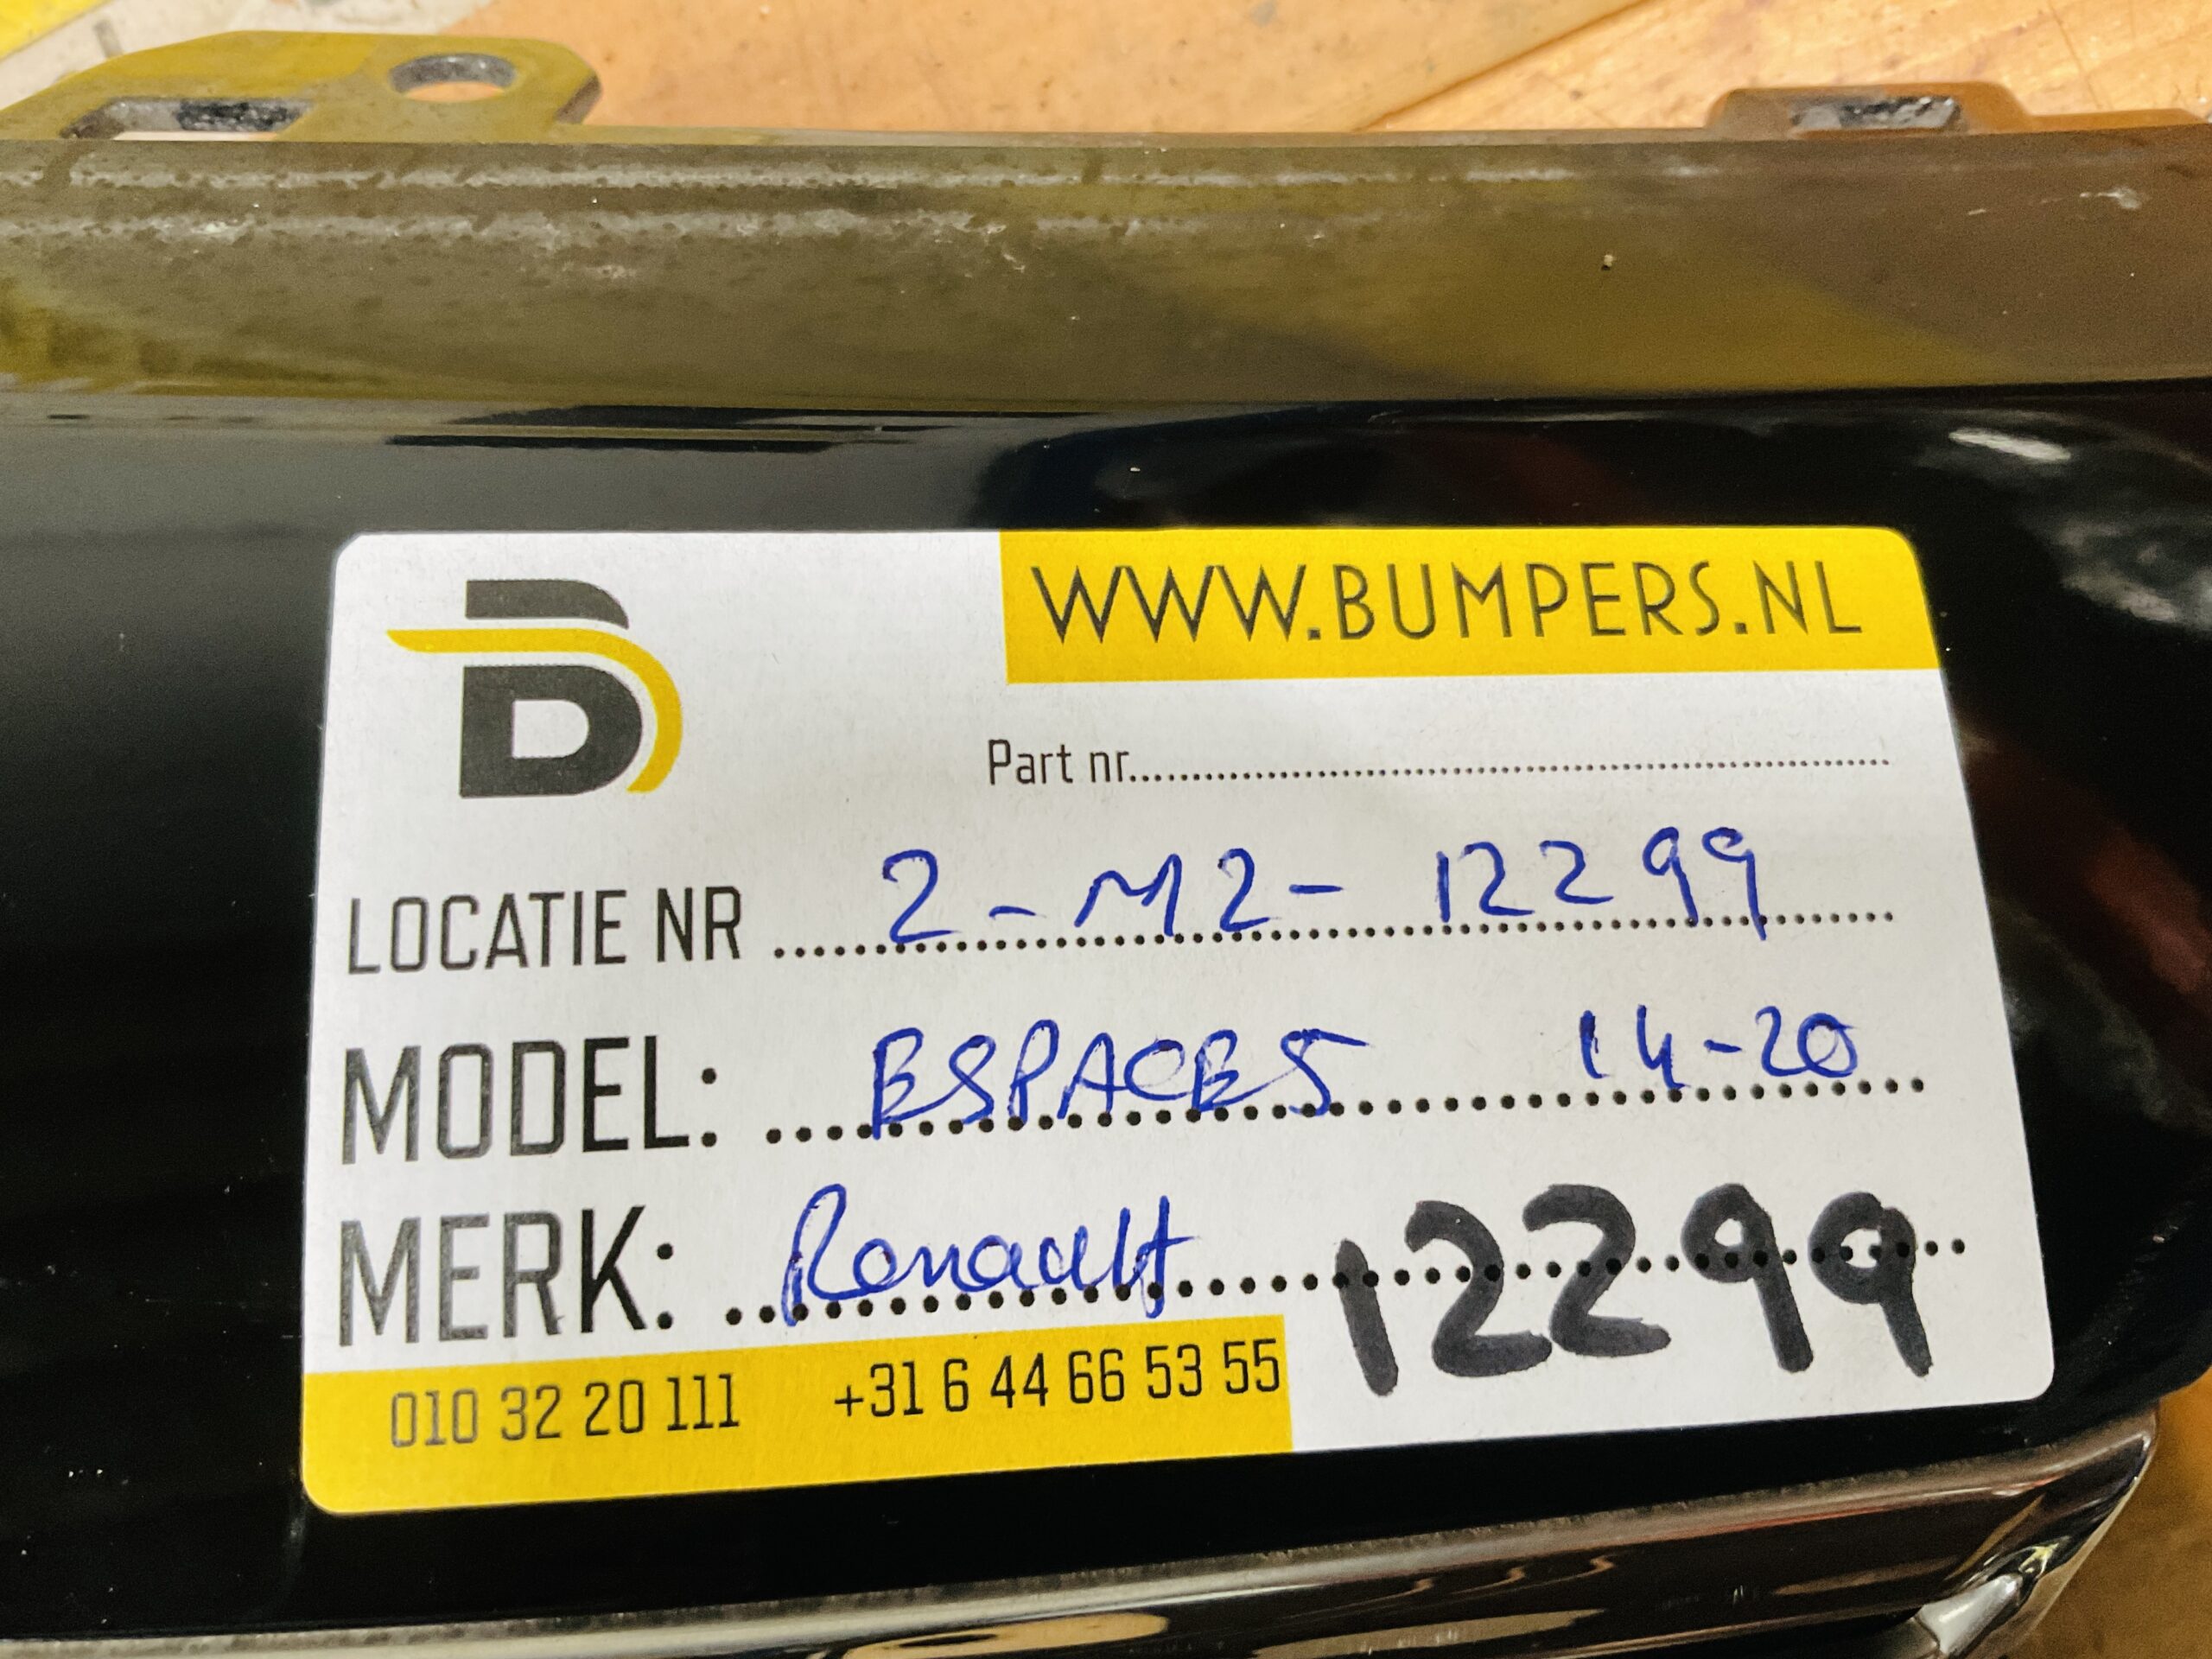 B
WWW.BUMPERS.NL
Part nr..........
LOCATIE NR 2-M2-12299
MODEL: ESPACE5 14-20
MERK: Renault 12299
010 32 20 111 +31 6 44 66 53 55